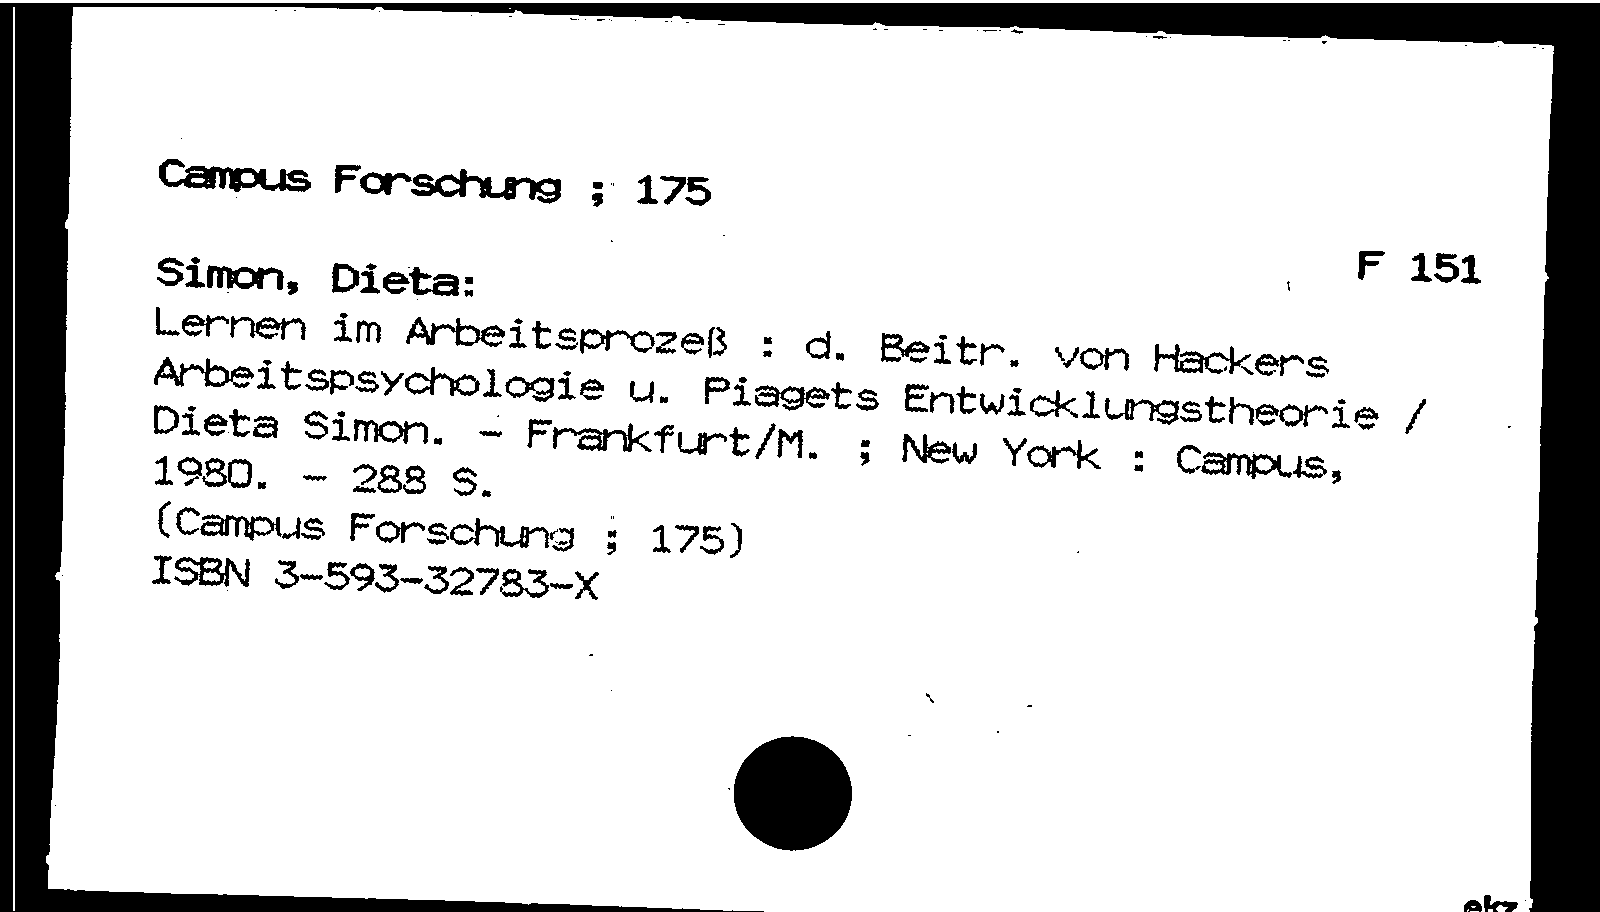 Campus Forschung ; 175
F 151
Simon, Dieta:
Lernen im Arbeitsprozeß : d. Beitr. von Hackers
Arbeitspsychologie u. Piagets Entwicklungstheorie /
Dieta Simon. - Frankfurt/M. ; New York : Campus,
1980. - 288 S.
(Campus Forschung ; 175)
ISBN 3-593-32783-X
ekz